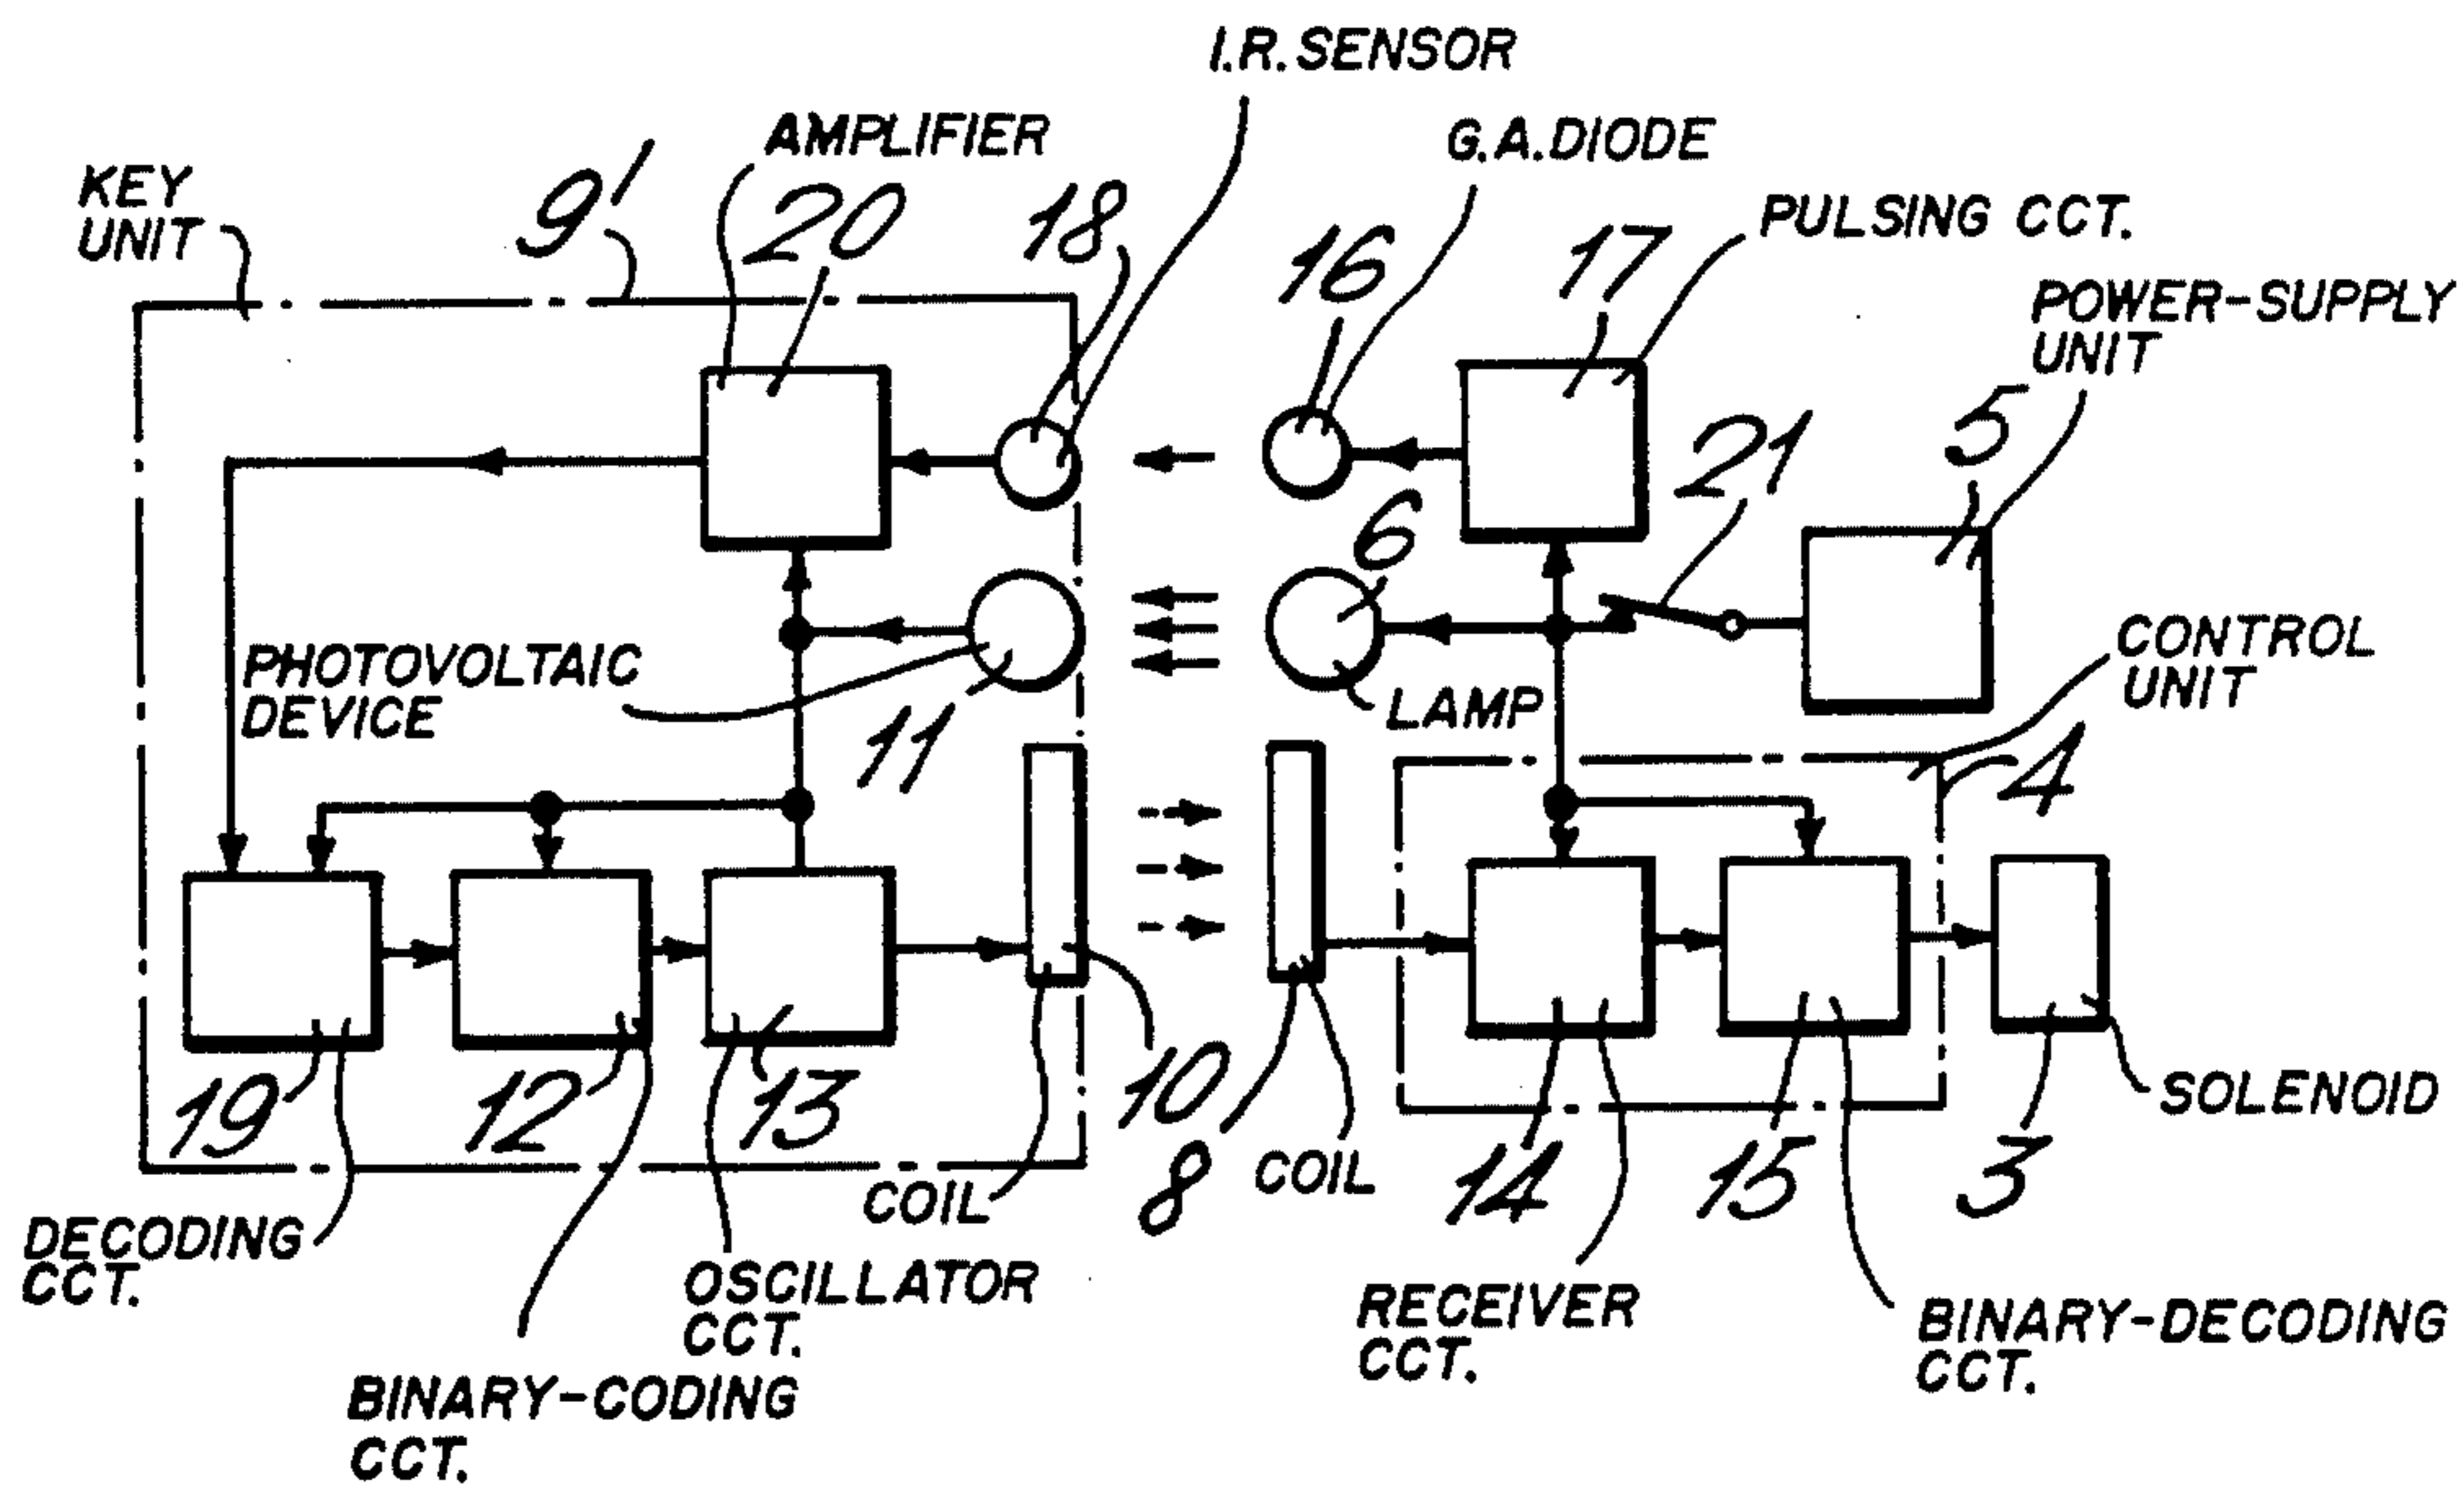 I.R. SENSOR
AMPLIFIER
G.A. DIODE
KEY
UNIT
9'
20
18
16
17
PULSING CCT.
POWER-SUPPLY
UNIT
5
21
6
CONTROL
UNIT
PHOTOVOLTAIC
DEVICE
11
LAMP
4
19
12
13
10
8
COIL
COIL
14
15
3
SOLENOID
DECODING
CCT.
OSCILLATOR
CCT.
RECEIVER
CCT.
BINARY-DECODING
CCT.
BINARY-CODING
CCT.